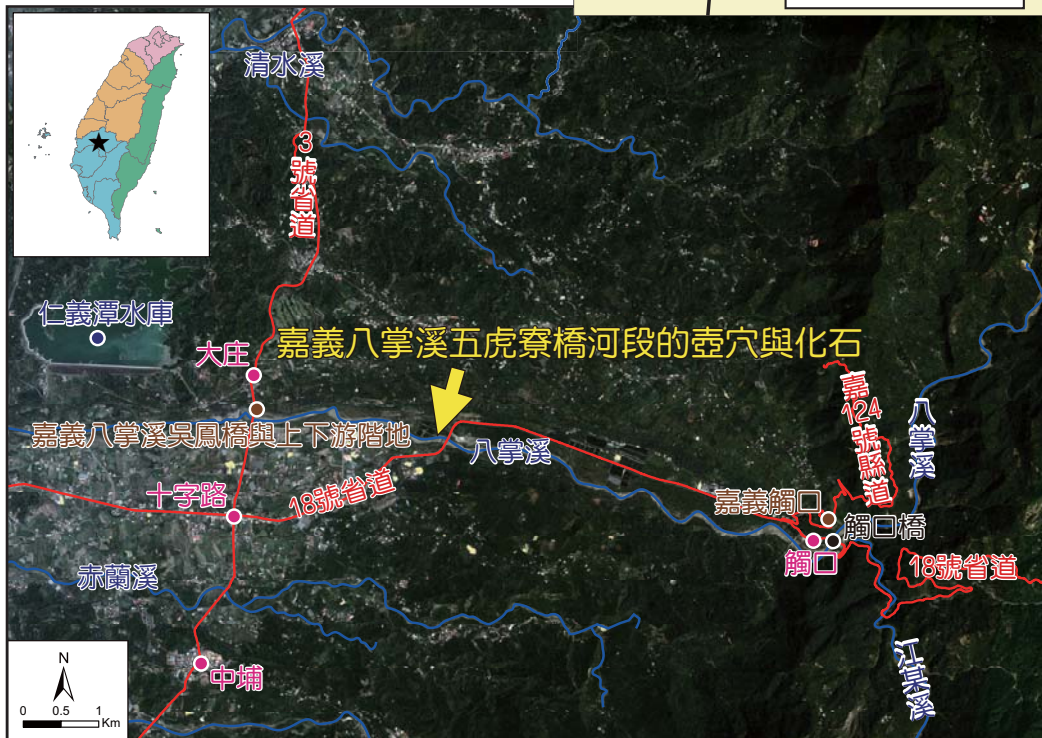 清水溪
3號省道
仁義潭水庫
大庄
嘉義八掌溪五虎寮橋河段的壺穴與化石
嘉124號縣道
八掌溪
嘉義八掌溪吳鳳橋與上下游階地
八掌溪
十字路
18號省道
嘉義觸口
觸口橋
觸口
18號省道
赤蘭溪
江某溪
中埔
N
0 0.5 1
Km